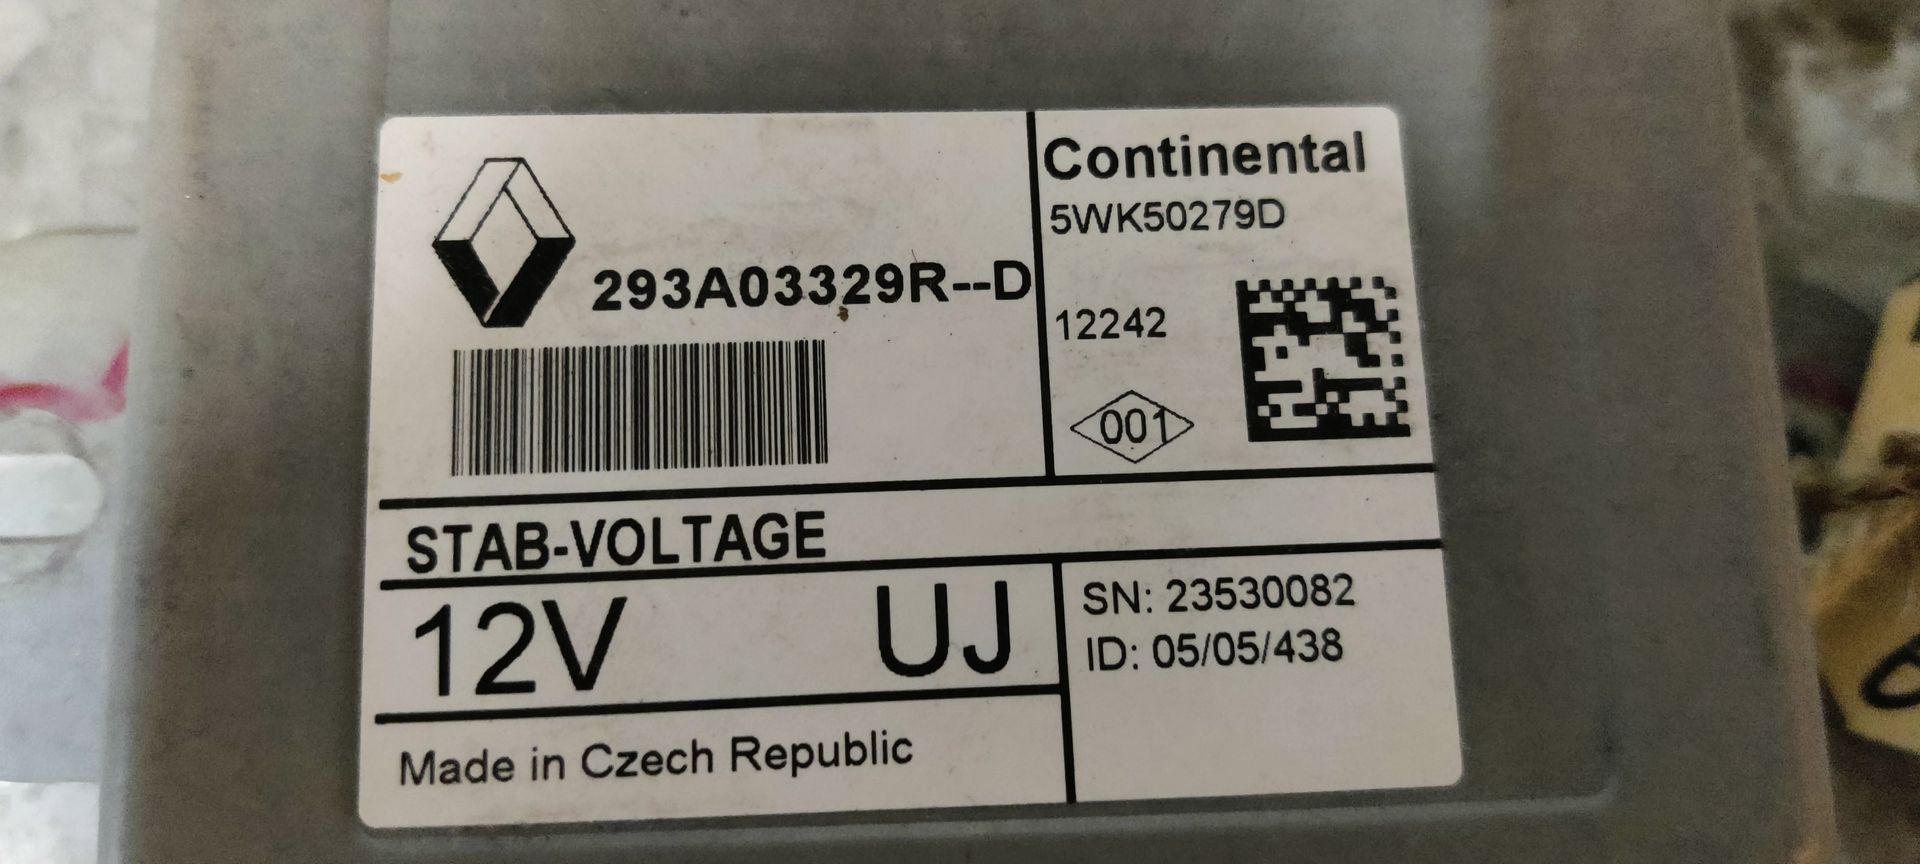 293A03329R--D
Continental
5WK50279D
12242
001
STAB-VOLTAGE
12V UJ
SN: 23530082
ID: 05/05/438
Made in Czech Republic